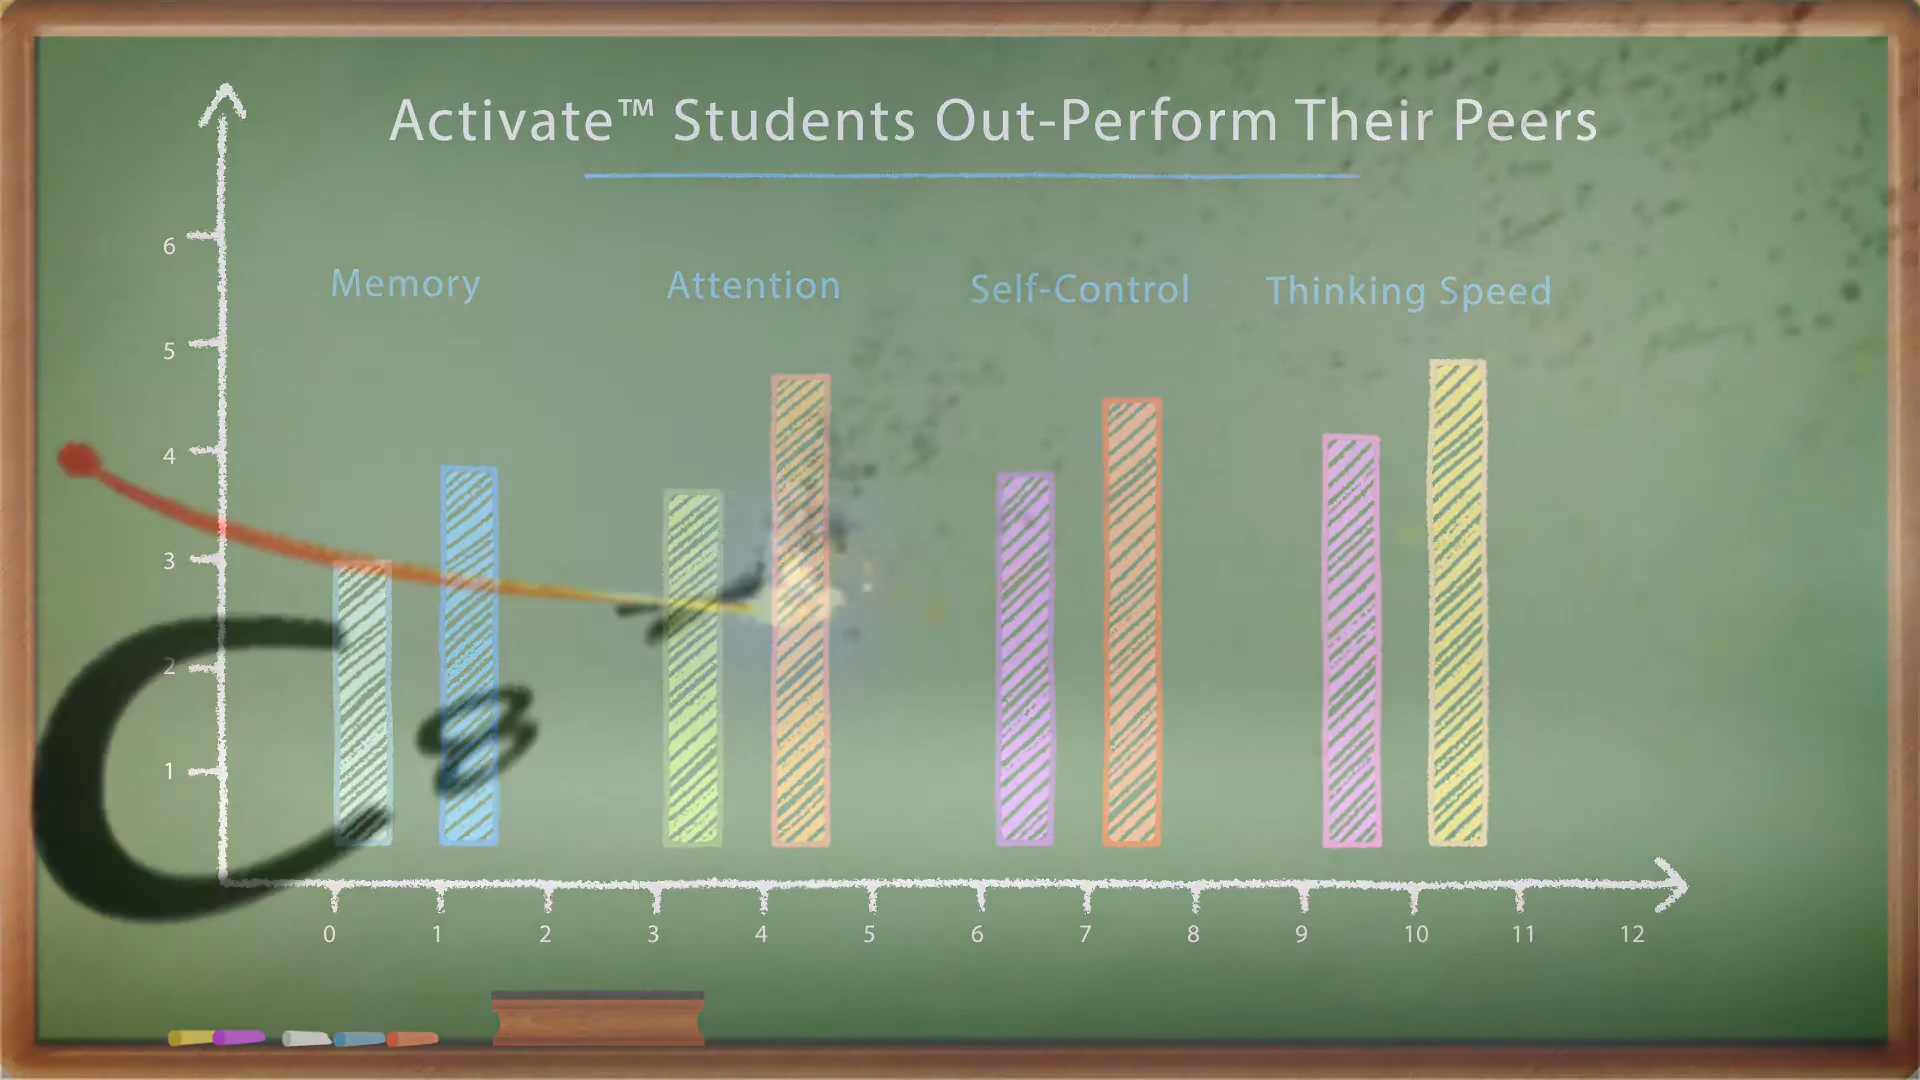 Activate™ Students Out-Perform Their Peers
Memory Attention Self-Control Thinking Speed
6
5
4
3
2
1
0 1 2 3 4 5 6 7 8 9 10 11 12
C